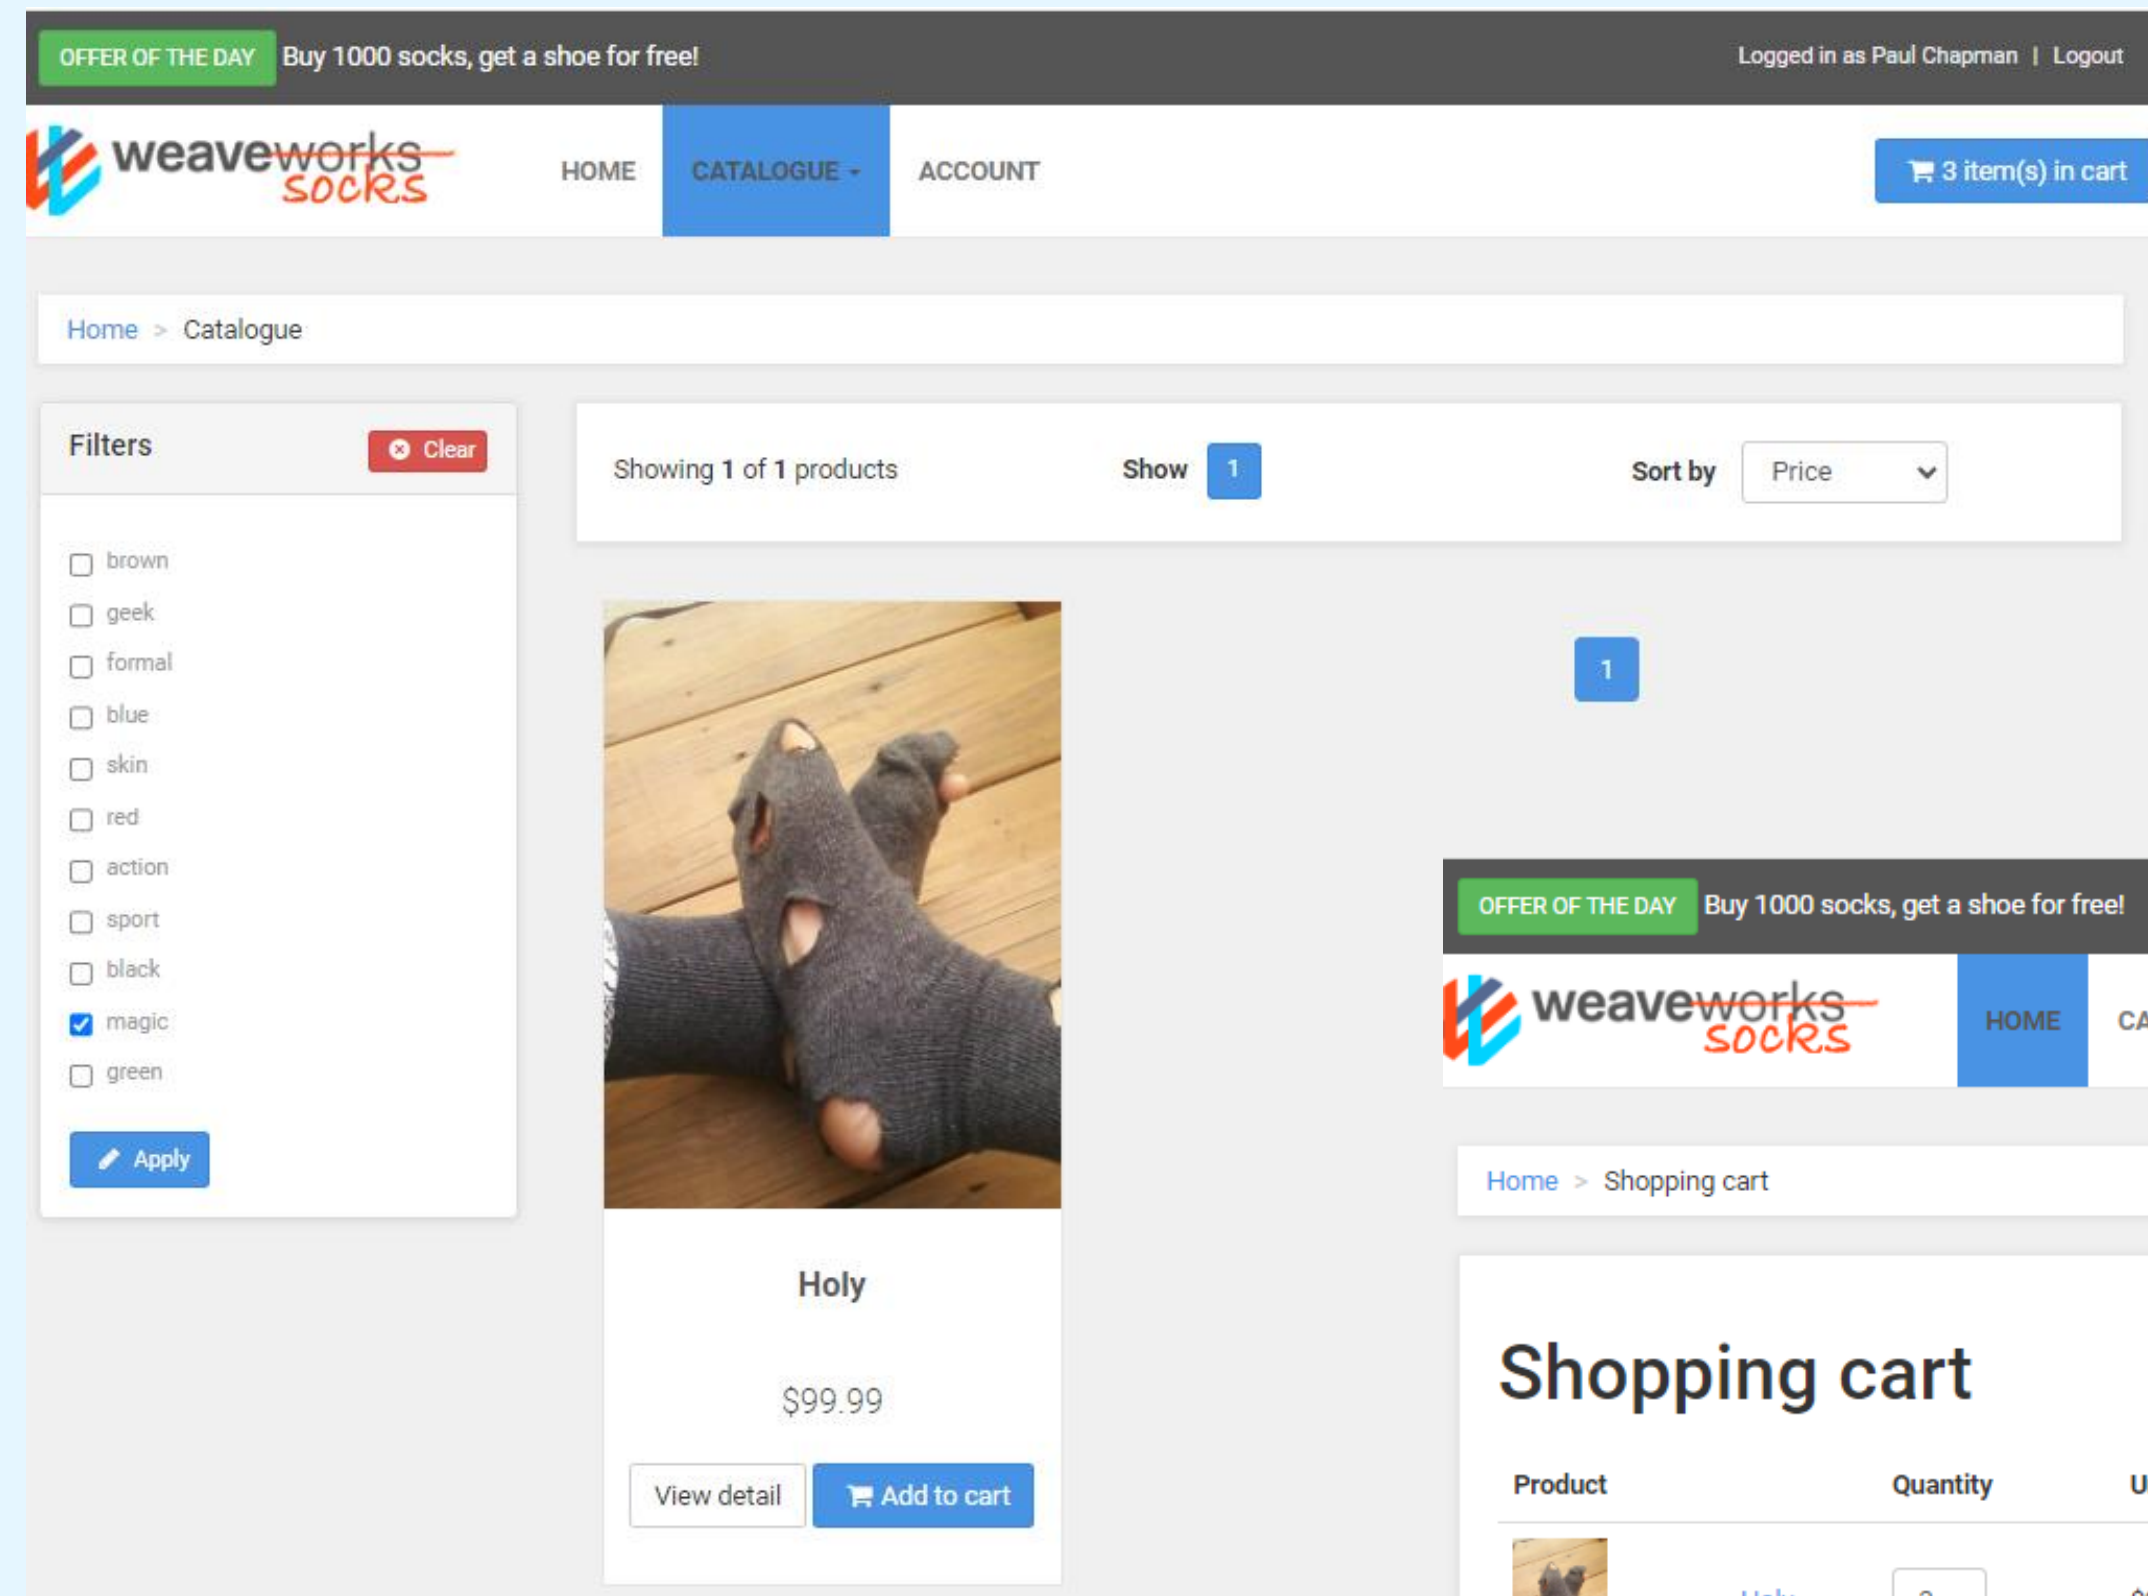 OFFER OF THE DAY Buy 1000 socks, get a shoe for free! Logged in as Paul Chapman | Logout
weaveworks socks HOME CATALOGUE ACCOUNT 3 item(s) in cart
Home > Catalogue
Filters Clear
Showing 1 of 1 products Show 1 Sort by Price
brown
geek
formal
blue
skin
red
action
sport
black
magic
green
Apply
1
Holy
$99.99
View detail Add to cart
OFFER OF THE DAY Buy 1000 socks, get a shoe for free!
weaveworks socks HOME CA
Home > Shopping cart
Shopping cart
Product Quantity U